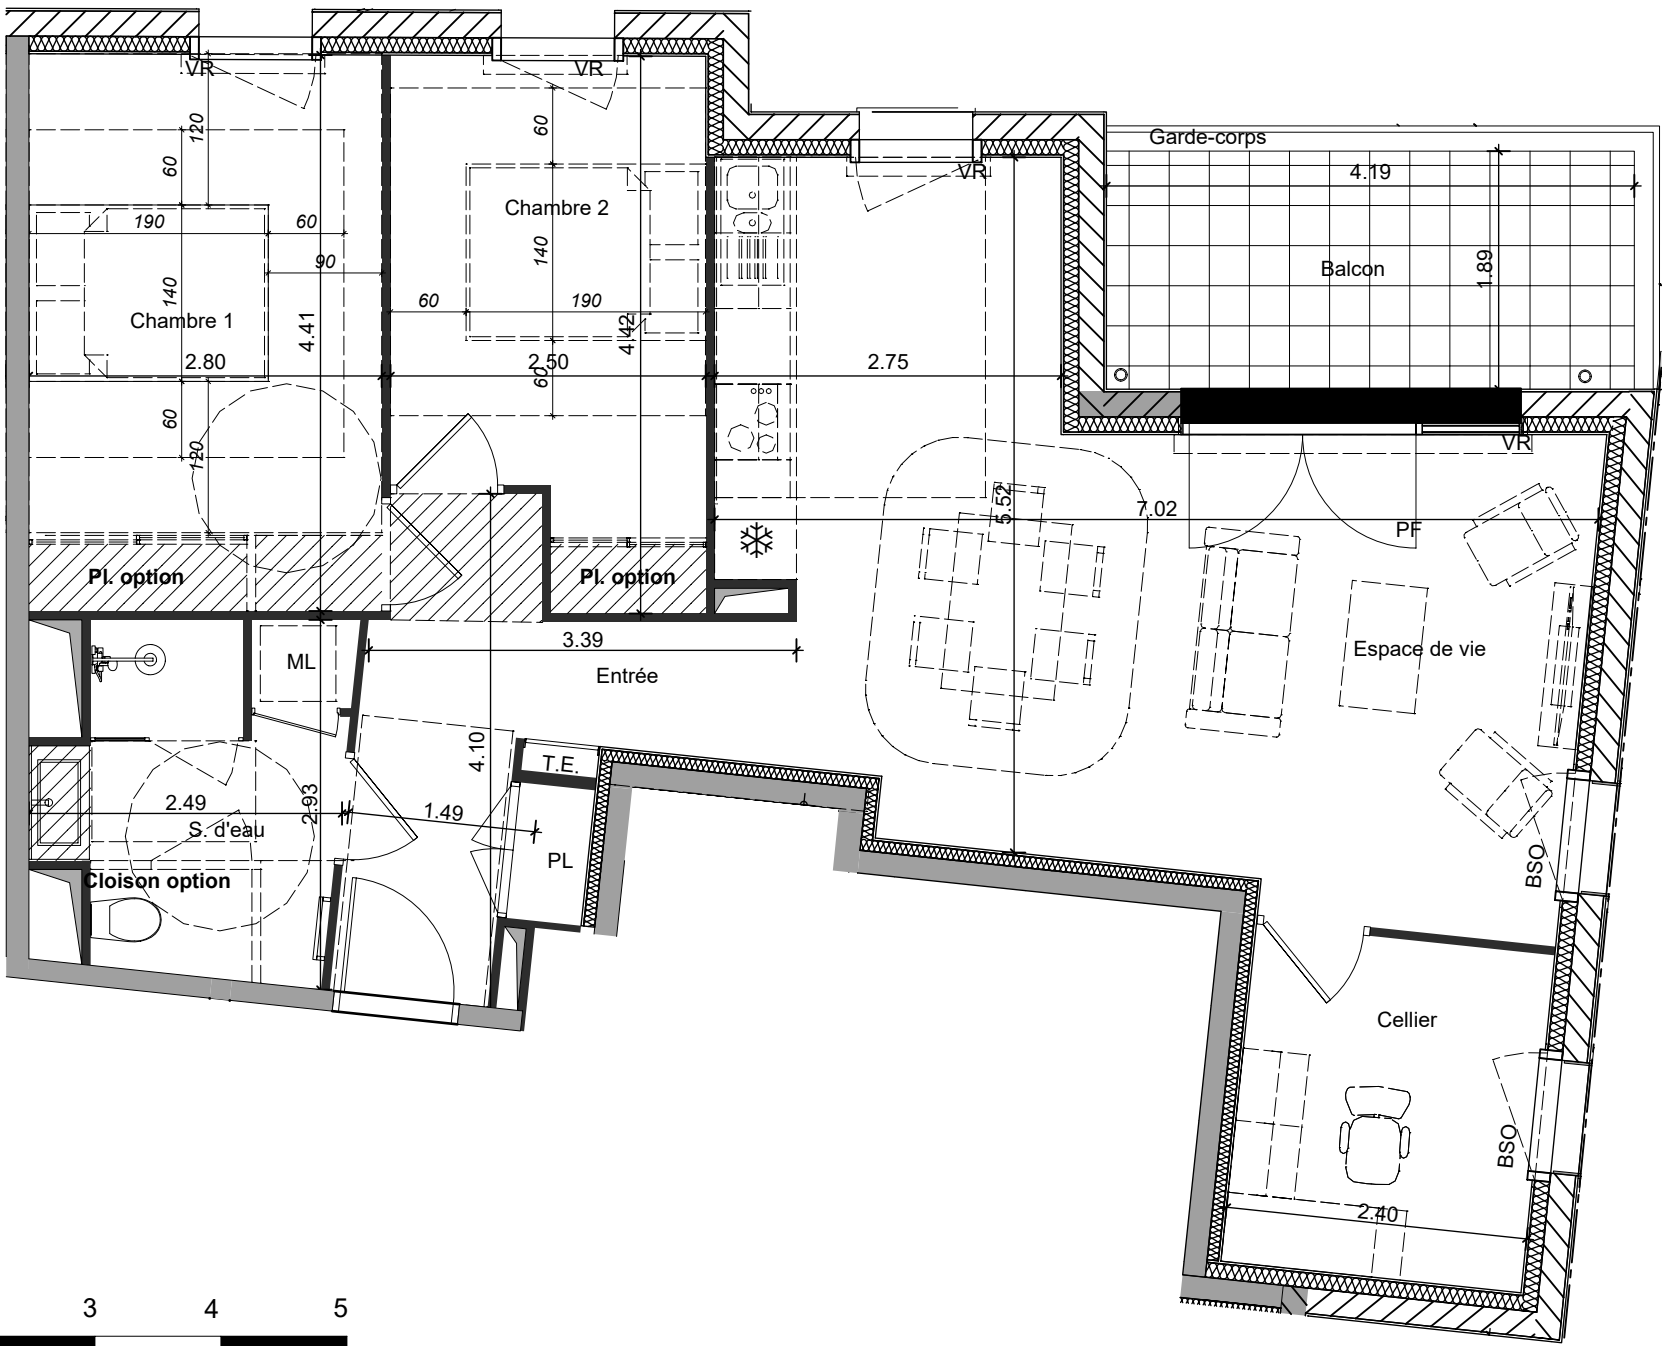 VR
VR
Garde-corps
120
60
60
VR
4.19
190
60
Chambre 2
90
140
Balcon
1.89
140
60
190
Chambre 1
4.41
4.42
2.80
2.50
2.75
60
60
120
VR
5.52
7.02
PF
Pl. option
Pl. option
3.39
ML
Entrée
Espace de vie
4.10
T.E.
2.49
2.93
1.49
S. d'eau
PL
BSO
Cloison option
Cellier
BSO
2.40
3 4 5